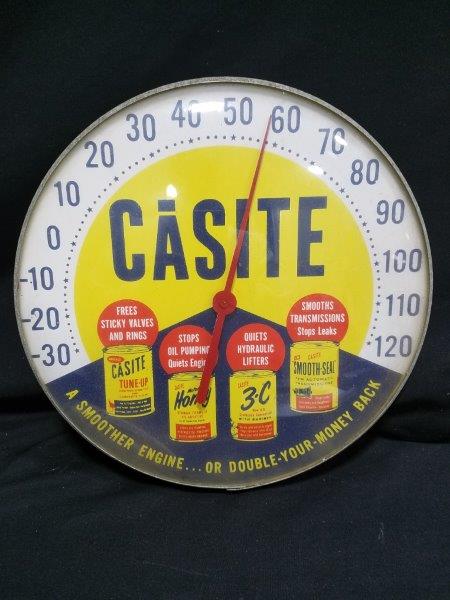 -30
-20
-10
0
10
20
30
40
50
60
70
80
90
100
110
120
CASITE
FREES
STICKY VALVES
AND RINGS
STOPS
OIL PUMPING
Quiets Engine
QUIETS
HYDRAULIC
LIFTERS
SMOOTHS
TRANSMISSIONS
Stops Leaks
CASITE
TUNE-UP
CASITE
3-C
CASITE
SMOOTH-SEAL
A SMOOTHER ENGINE... OR DOUBLE-YOUR-MONEY BACK